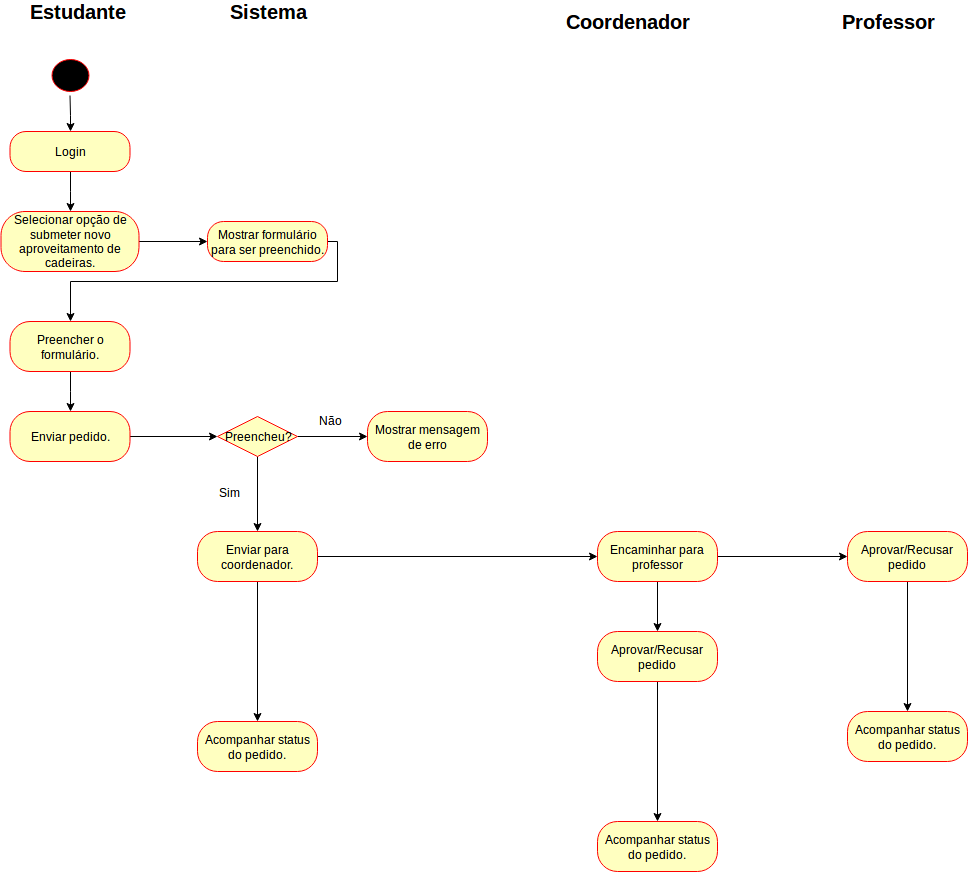 Estudante
Sistema
Coordenador
Professor
Login
Selecionar opção de
submeter novo
aproveitamento de
cadeiras.
Mostrar formulário
para ser preenchido.
Preencher o
formulário.
Enviar pedido.
Preencheu?
Não
Mostrar mensagem
de erro
Sim
Enviar para
coordenador.
Encaminhar para
professor
Aprovar/Recusar
pedido
Aprovar/Recusar
pedido
Acompanhar status
do pedido.
Acompanhar status
do pedido.
Acompanhar status
do pedido.